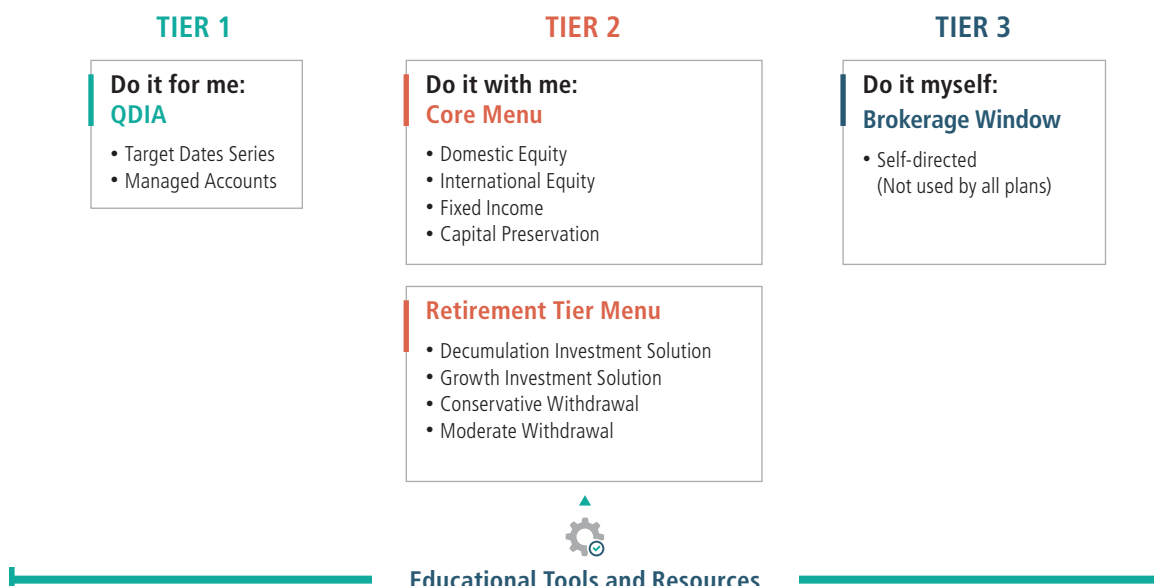 TIER 1
Do it for me:
QDIA
• Target Dates Series
• Managed Accounts
TIER 2
Do it with me:
Core Menu
• Domestic Equity
• International Equity
• Fixed Income
• Capital Preservation
Retirement Tier Menu
• Decumulation Investment Solution
• Growth Investment Solution
• Conservative Withdrawal
• Moderate Withdrawal
TIER 3
Do it myself:
Brokerage Window
• Self-directed
(Not used by all plans)
Educational Tools and Resources